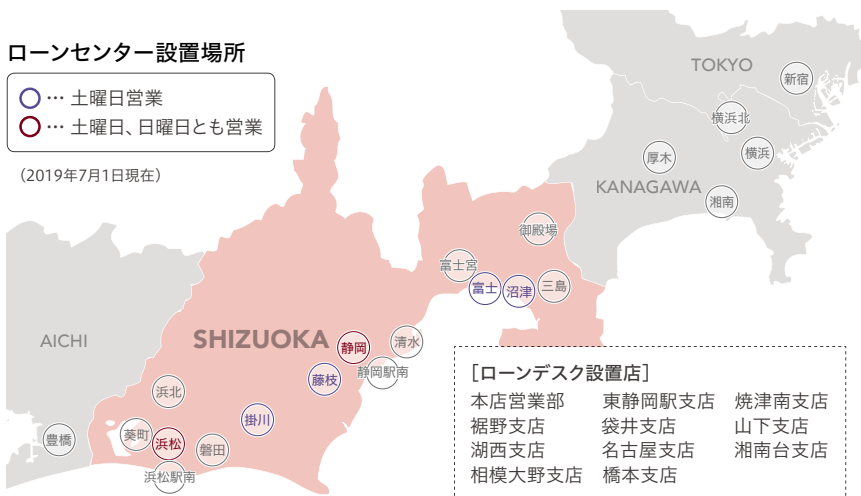 ローンセンター設置場所
… 土曜日営業
… 土曜日、日曜日とも営業
（2019年7月1日現在）
TOKYO
新宿
横浜北
横浜
厚木
KANAGAWA
湘南
御殿場
富士宮
富士
沼津
三島
AICHI
SHIZUOKA
静岡
清水
静岡駅南
藤枝
浜北
掛川
豊橋
葵町
浜松
磐田
浜松駅南
［ローンデスク設置店］
本店営業部 東静岡駅支店 焼津南支店
裾野支店 袋井支店 山下支店
湖西支店 名古屋支店 湘南台支店
相模大野支店 橋本支店